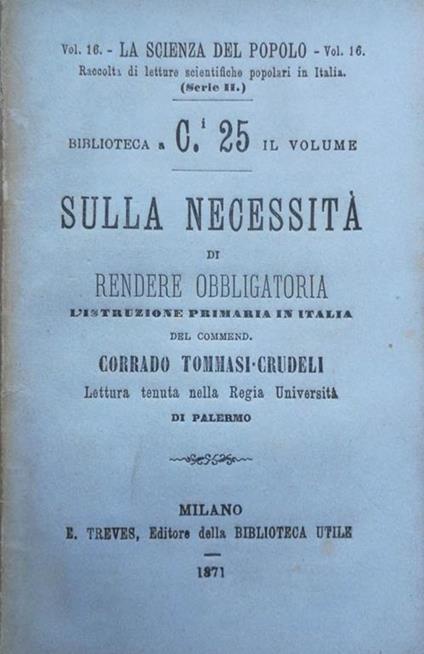 Vol. 16. - LA SCIENZA DEL POPOLO - Vol. 16.
Raccolta di letture scientifiche popolari in Italia.
(Serie II.)
BIBLIOTECA a C.i 25 IL VOLUME
SULLA NECESSITÀ
DI
RENDERE OBBLIGATORIA
L'ISTRUZIONE PRIMARIA IN ITALIA
DEL COMMEND.
CORRADO TOMMASI-CRUDELI
Lettura tenuta nella Regia Università
DI PALERMO
MILANO
E. TREVES, Editore della BIBLIOTECA UTILE
1871